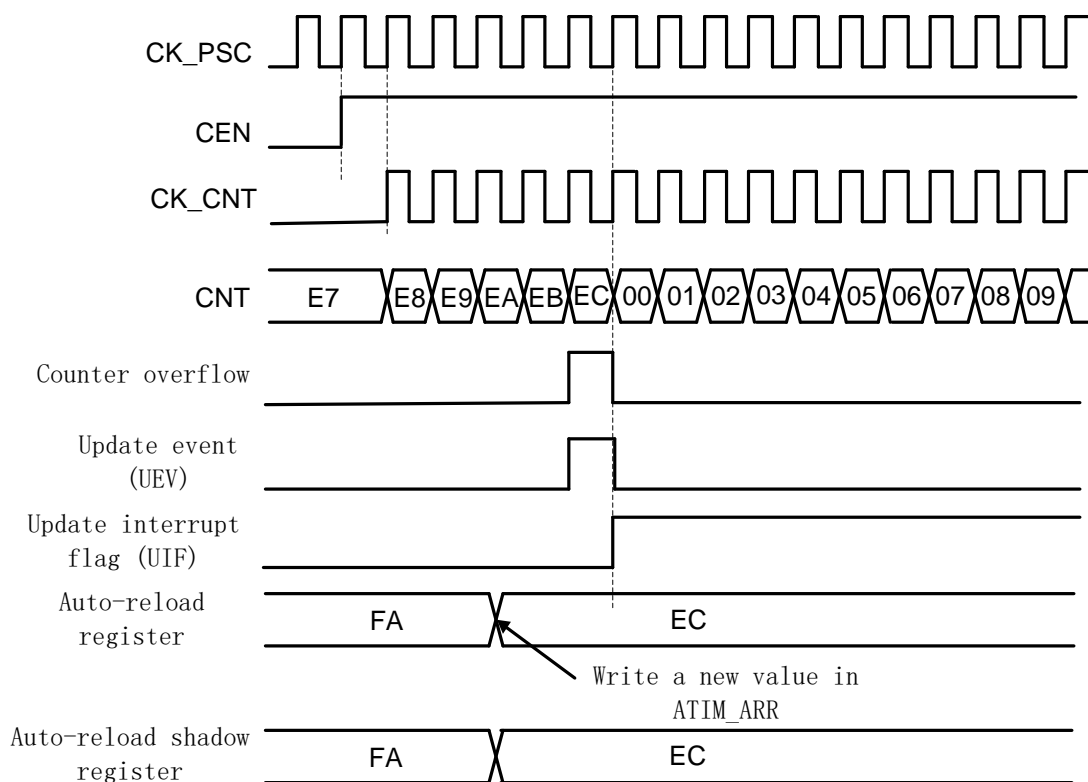 CK_PSC
CEN
CK_CNT
CNT E7 E8 E9 EA EB EC 00 01 02 03 04 05 06 07 08 09
Counter overflow
Update event
(UEV)
Update interrupt
flag (UIF)
Auto-reload
register
FA EC
Write a new value in
ATIM_ARR
Auto-reload shadow
register
FA EC